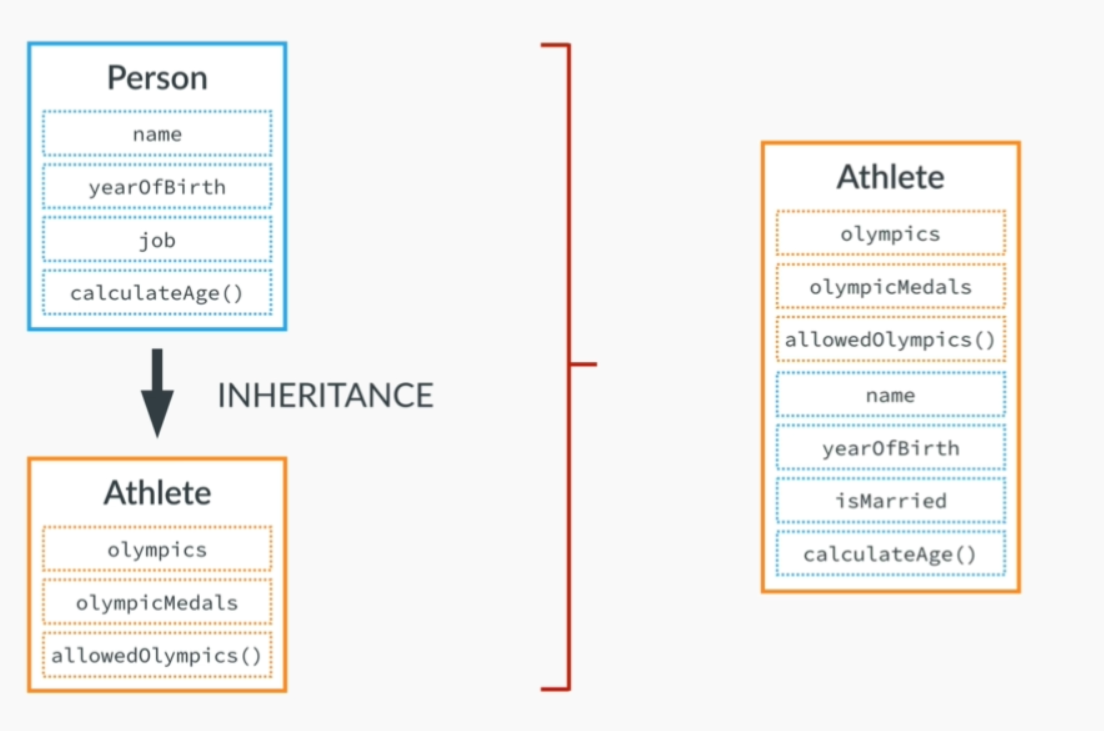 Person
name
yearOfBirth
job
calculateAge()
INHERITANCE
Athlete
olympics
olympicMedals
allowedOlympics()
Athlete
olympics
olympicMedals
allowedOlympics()
name
yearOfBirth
isMarried
calculateAge()